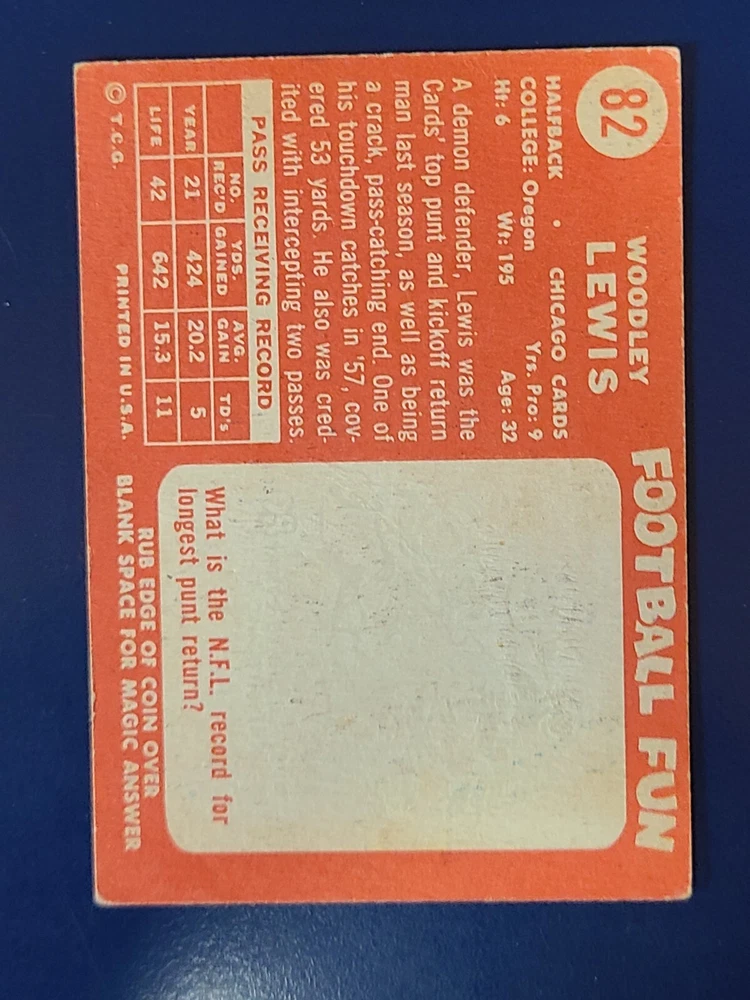 82
WOODLEY
LEWIS
HALFBACK • CHICAGO CARDS
COLLEGE: Oregon Yrs. Pro: 9
Ht: 6 Wt: 195 Age: 32
A demon defender, Lewis was the
Cards' top punt and kickoff return
man last season, as well as being
a crack, pass-catching end. One of
his touchdown catches in '57, cov-
ered 53 yards. He also was cred-
ited with intercepting two passes.
PASS RECEIVING RECORD
NO. REC'D YDS. GAINED AVG. GAIN TD's
YEAR 21 424 20.2 5
LIFE 42 642 15.3 11
© T.C.G. PRINTED IN U.S.A.
FOOTBALL FUN
What is the N.F.L. record for
longest punt return?
RUB EDGE OF COIN OVER
BLANK SPACE FOR MAGIC ANSWER